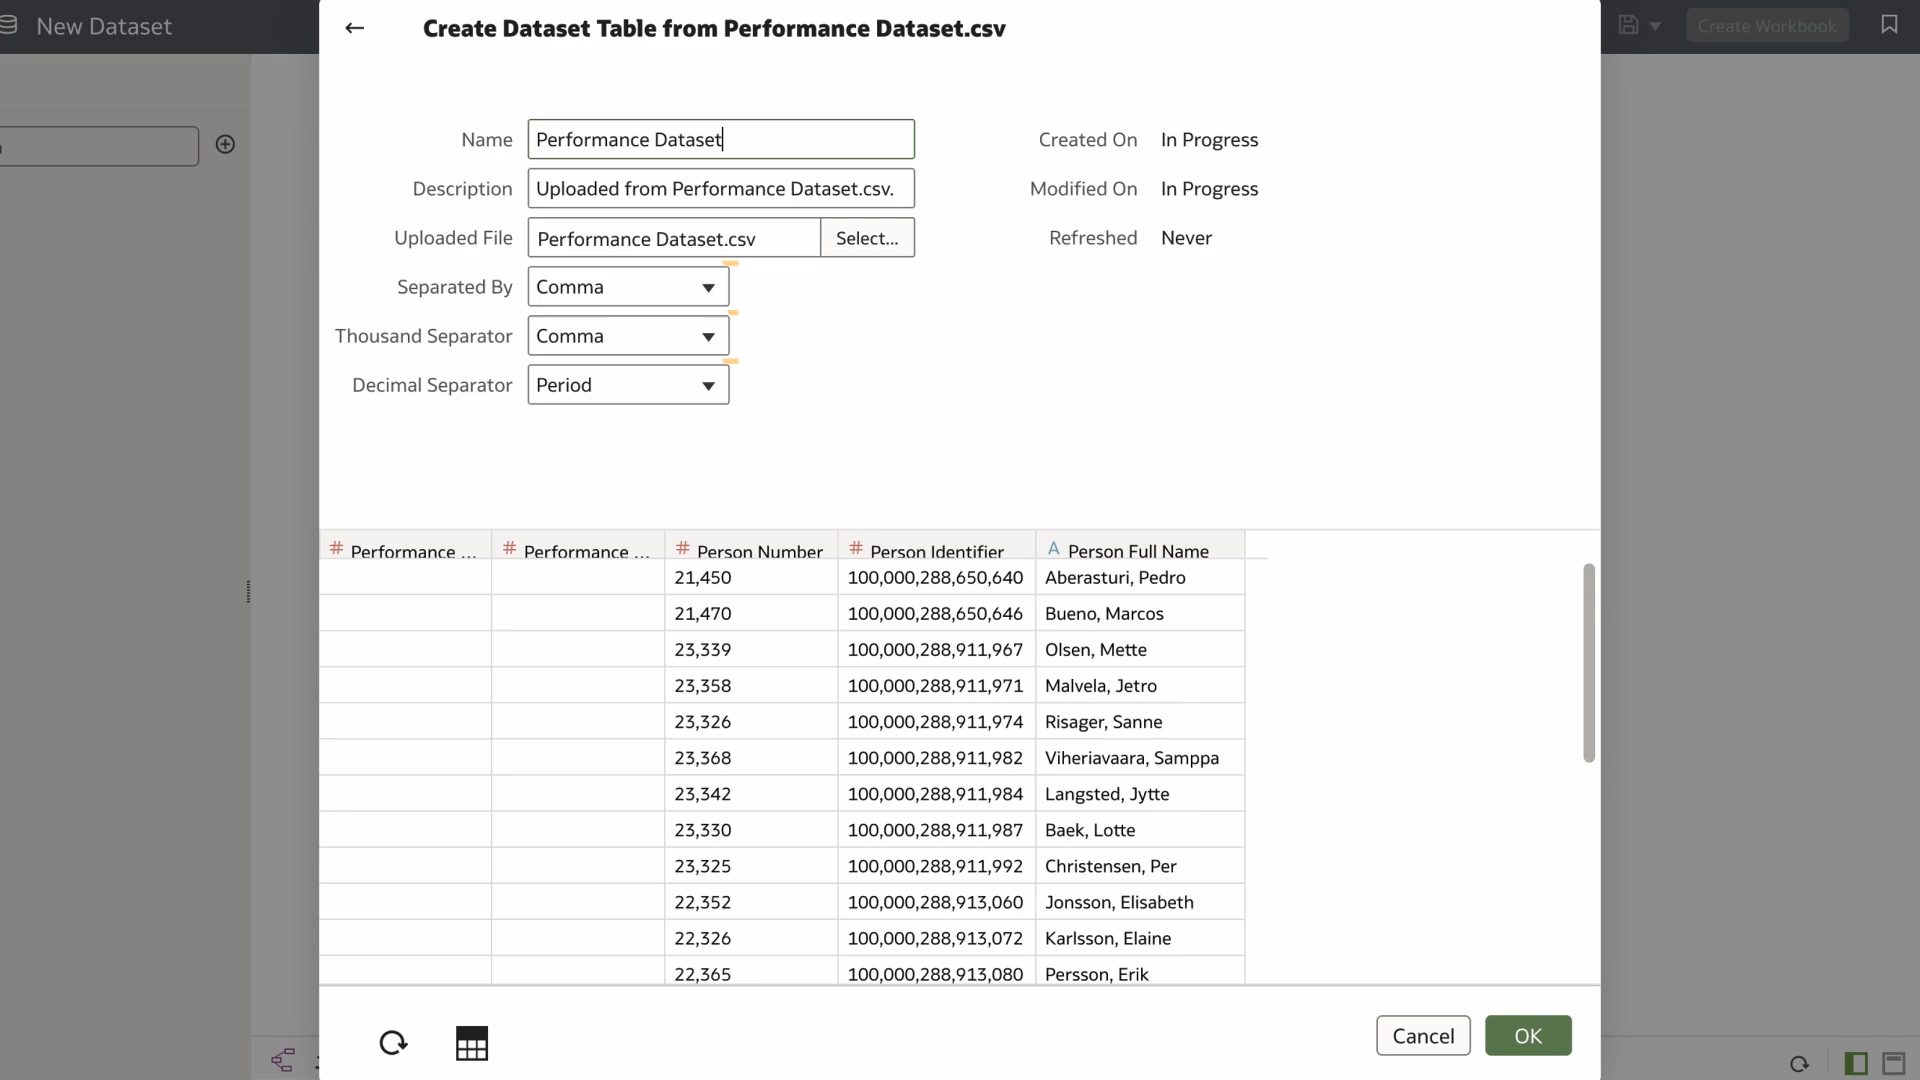 New Dataset
Create Dataset Table from Performance Dataset.csv
Create Workbook
Name Performance Dataset
Created On In Progress
Description Uploaded from Performance Dataset.csv.
Modified On In Progress
Uploaded File Performance Dataset.csv Select...
Refreshed Never
Separated By Comma
Thousand Separator Comma
Decimal Separator Period
# Performance ... # Performance ... # Person Number # Person Identifier A Person Full Name
21,450 100,000,288,650,640 Aberasturi, Pedro
21,470 100,000,288,650,646 Bueno, Marcos
23,339 100,000,288,911,967 Olsen, Mette
23,358 100,000,288,911,971 Malvela, Jetro
23,326 100,000,288,911,974 Risager, Sanne
23,368 100,000,288,911,982 Viheriavaara, Samppa
23,342 100,000,288,911,984 Langsted, Jytte
23,330 100,000,288,911,987 Baek, Lotte
23,325 100,000,288,911,992 Christensen, Per
22,352 100,000,288,913,060 Jonsson, Elisabeth
22,326 100,000,288,913,072 Karlsson, Elaine
22,365 100,000,288,913,080 Persson, Erik
Cancel OK